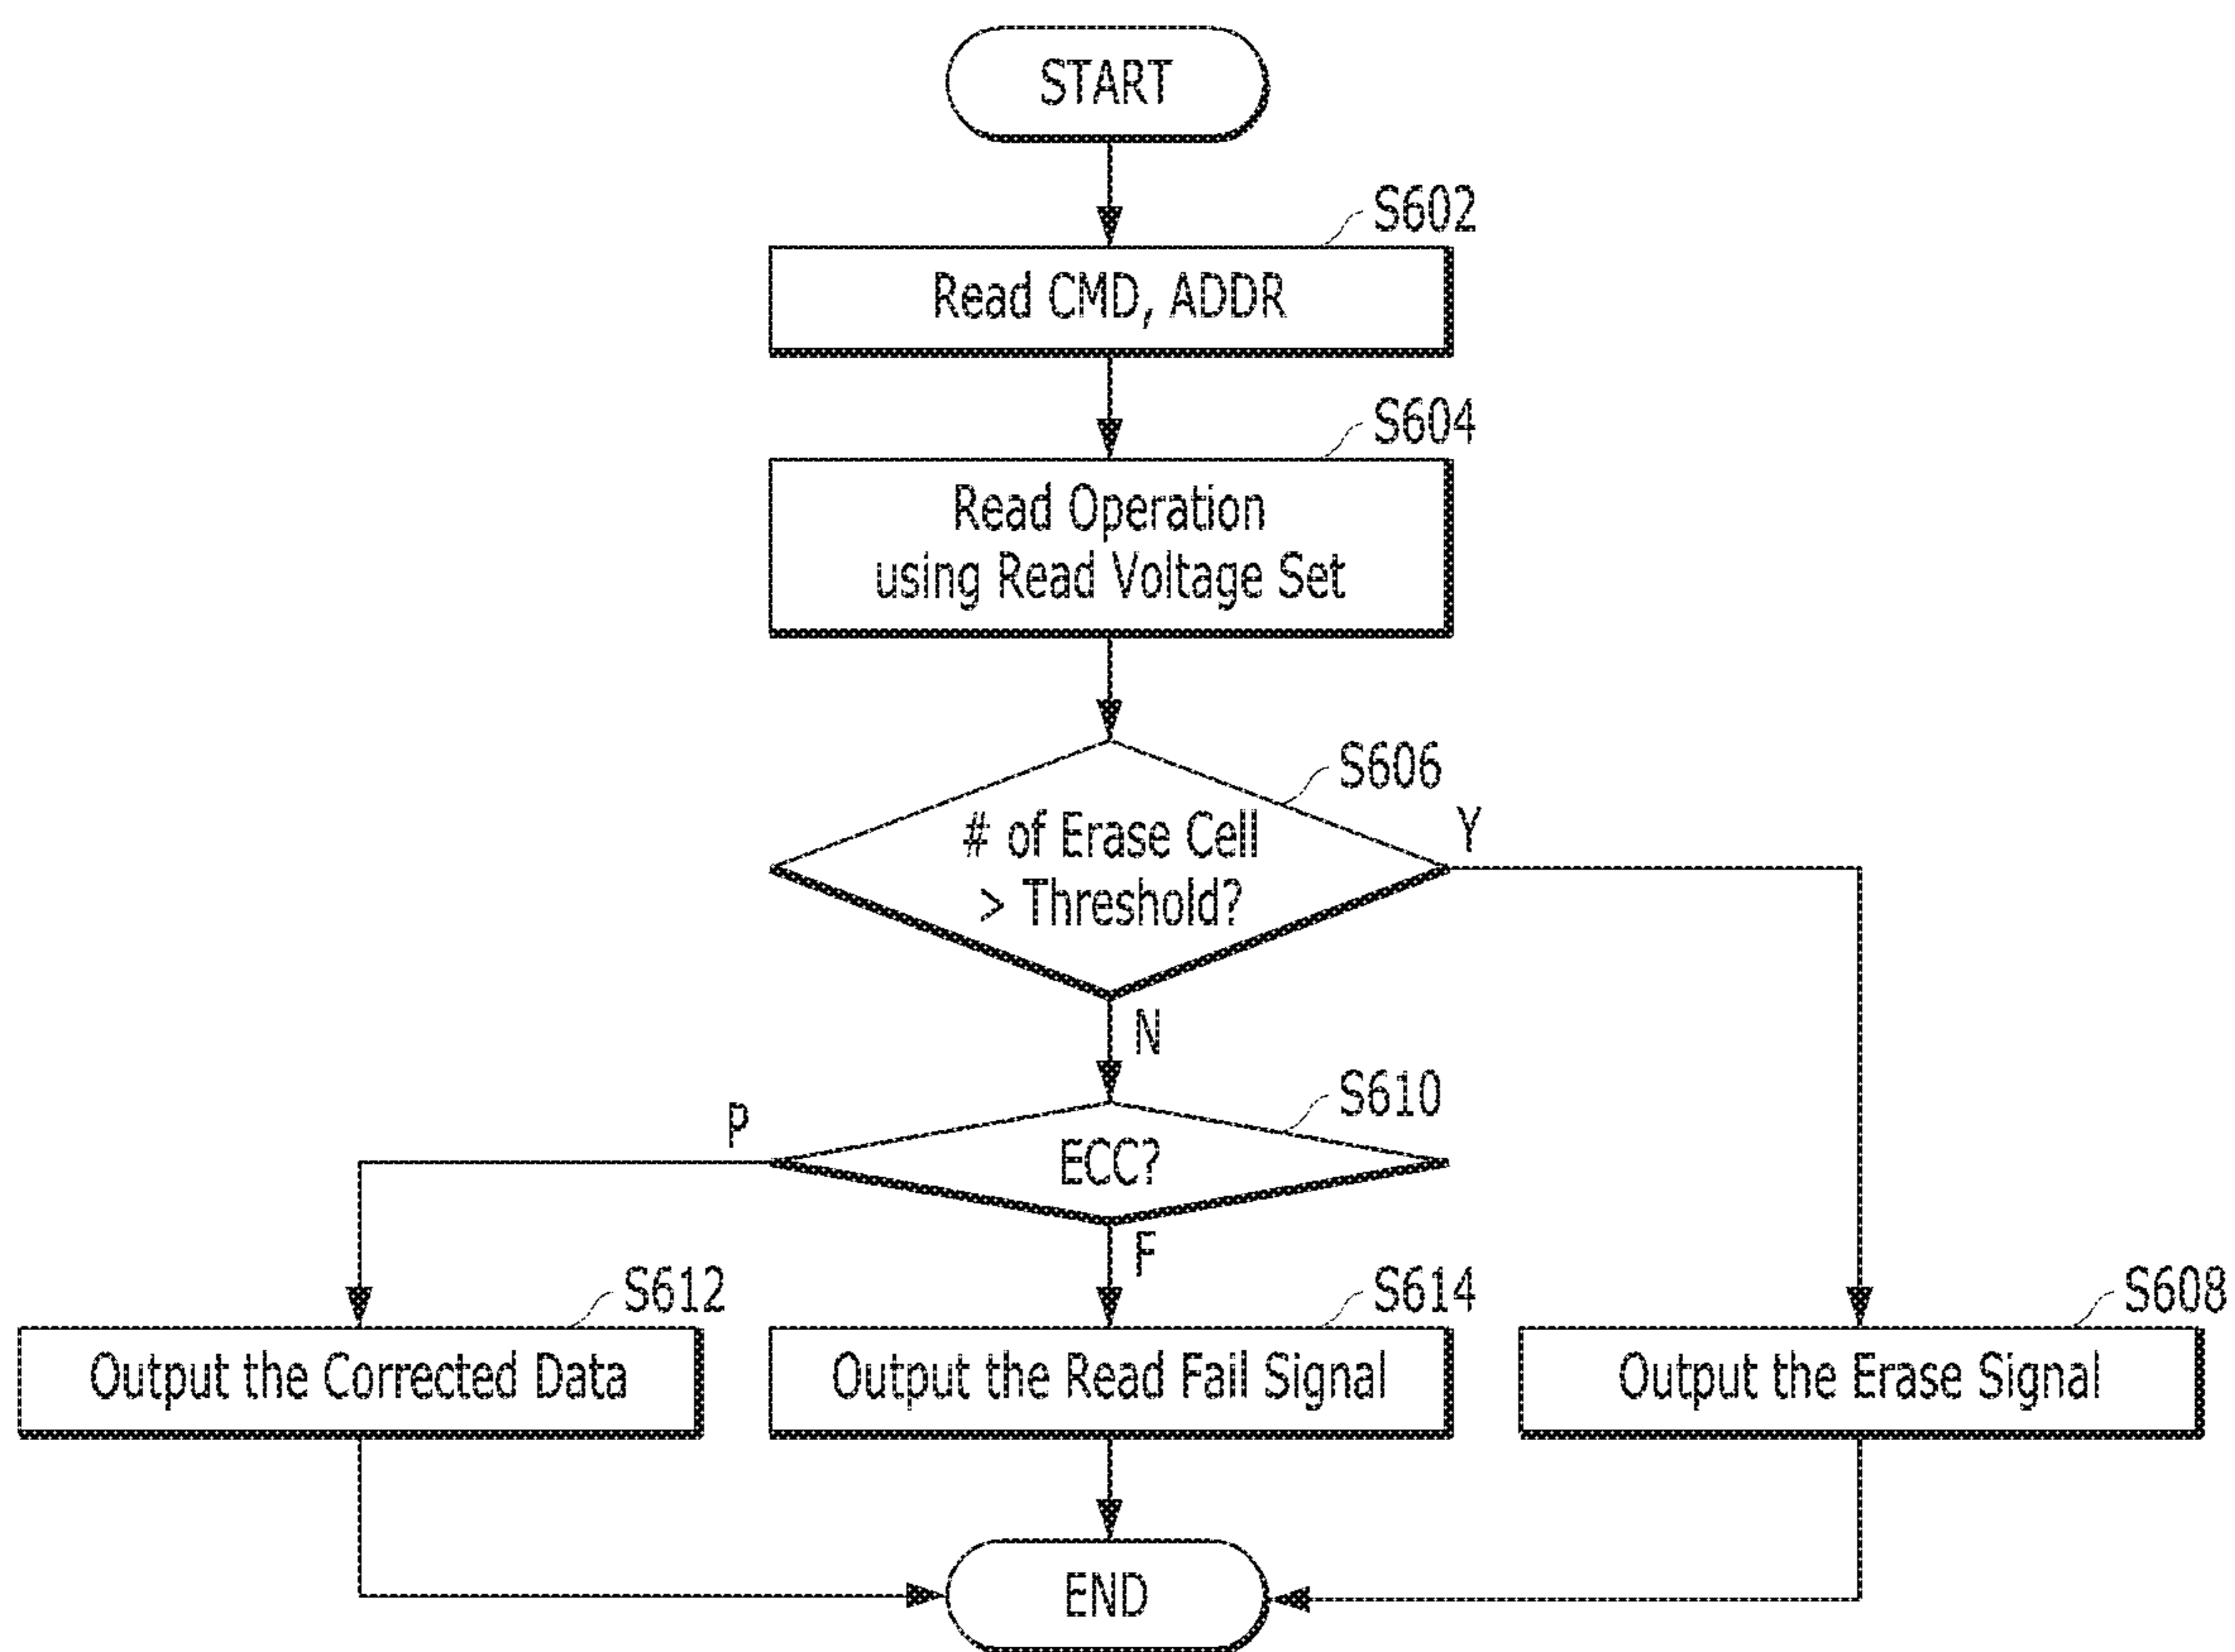 START
S602
Read CMD, ADDR
S604
Read Operation
using Read Voltage Set
S606
# of Erase Cell
> Threshold?
Y
N
S610
ECC?
P
F
S612
Output the Corrected Data
S614
Output the Read Fail Signal
S608
Output the Erase Signal
END